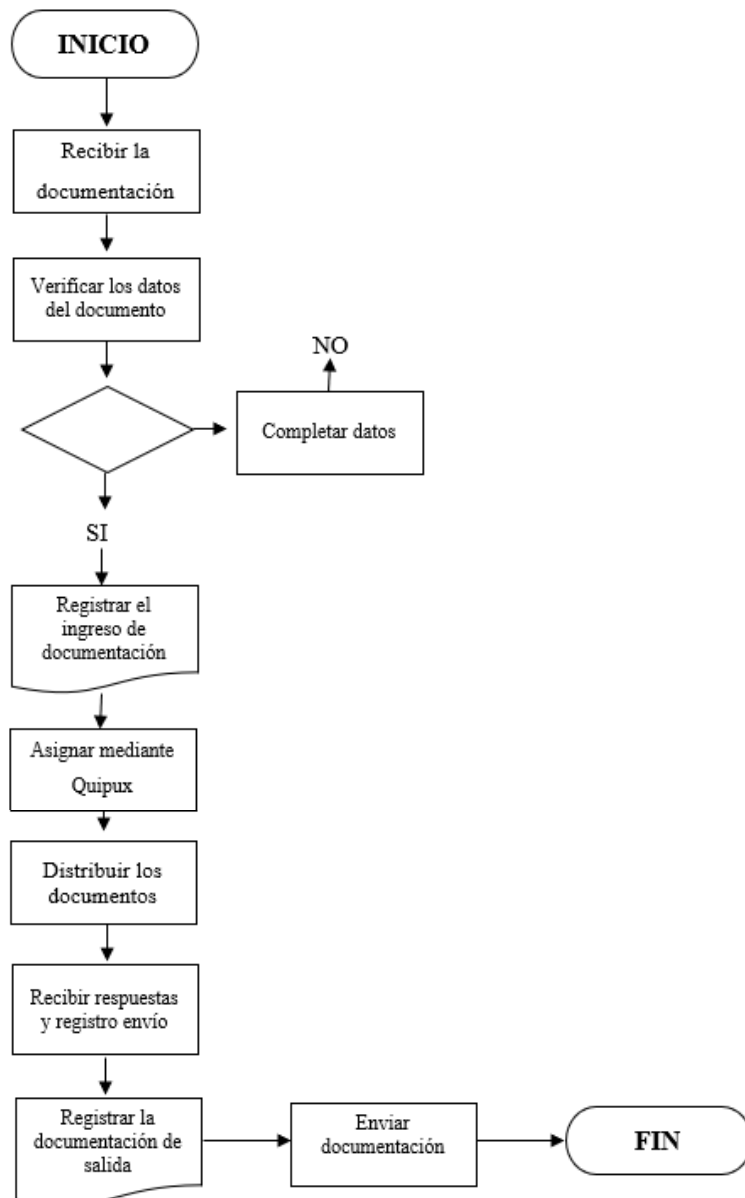 INICIO
Recibir la
documentación
Verificar los datos
del documento
NO
Completar datos
SI
Registrar el
ingreso de
documentación
Asignar mediante
Quipux
Distribuir los
documentos
Recibir respuestas
y registro envío
Registrar la
documentación de
salida
Enviar
documentación
FIN